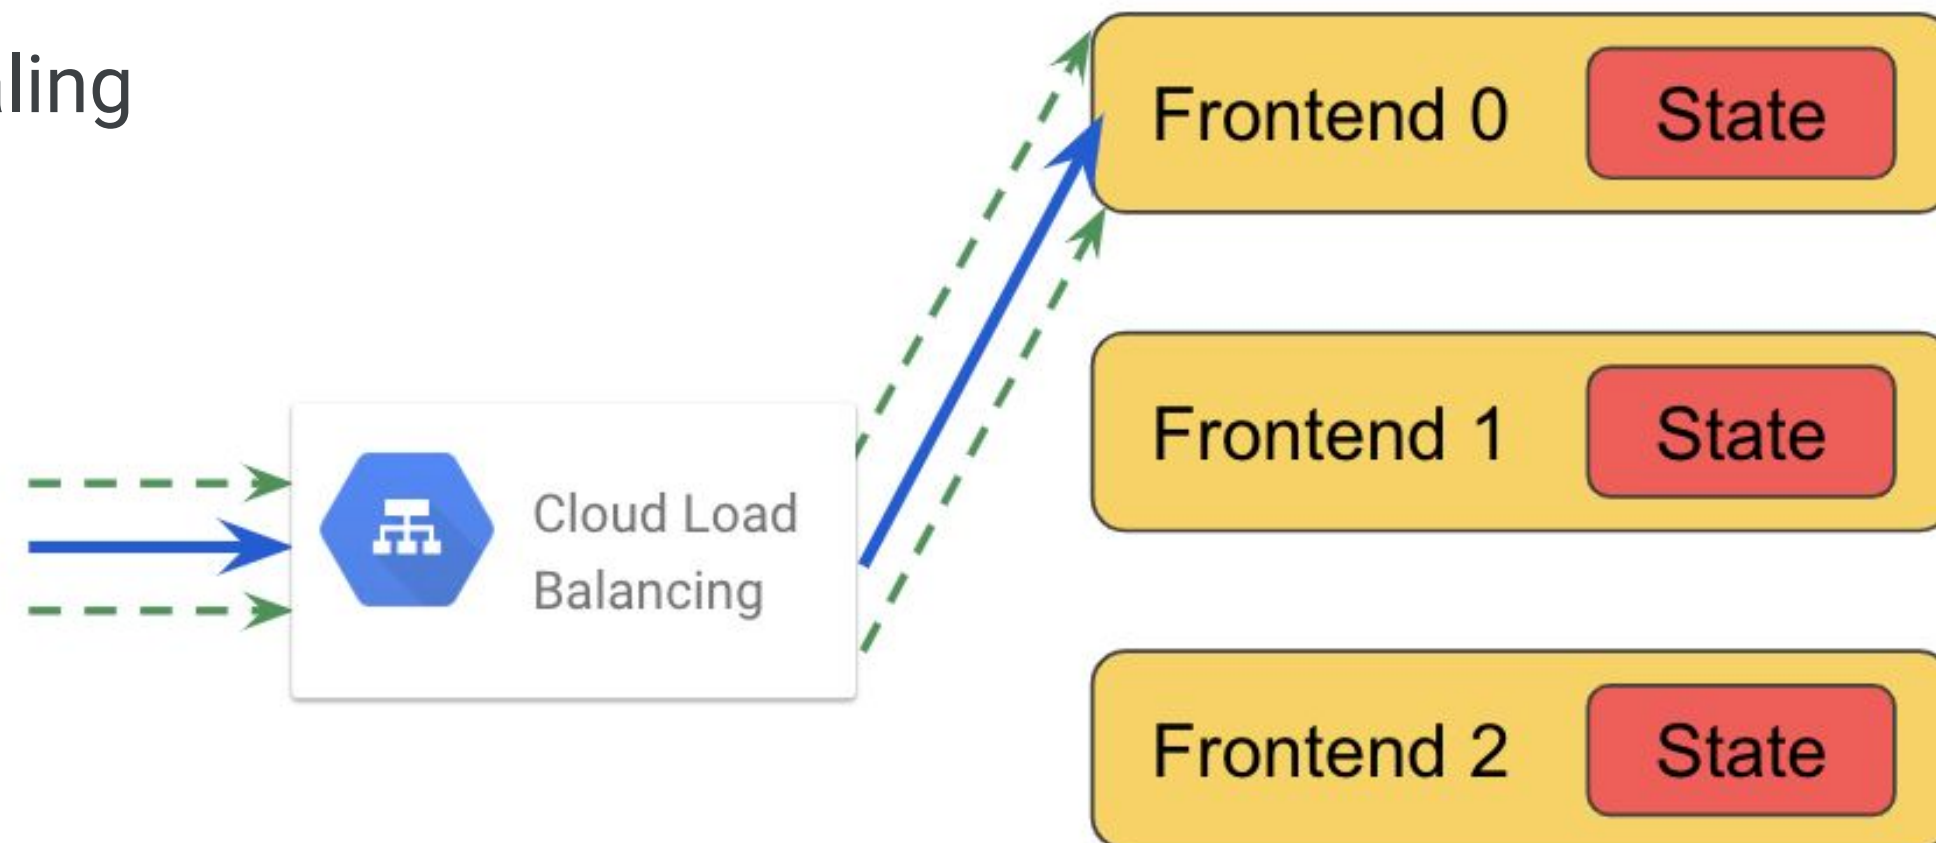 ling
Frontend 0
State
Frontend 1
State
Cloud Load
Balancing
Frontend 2
State